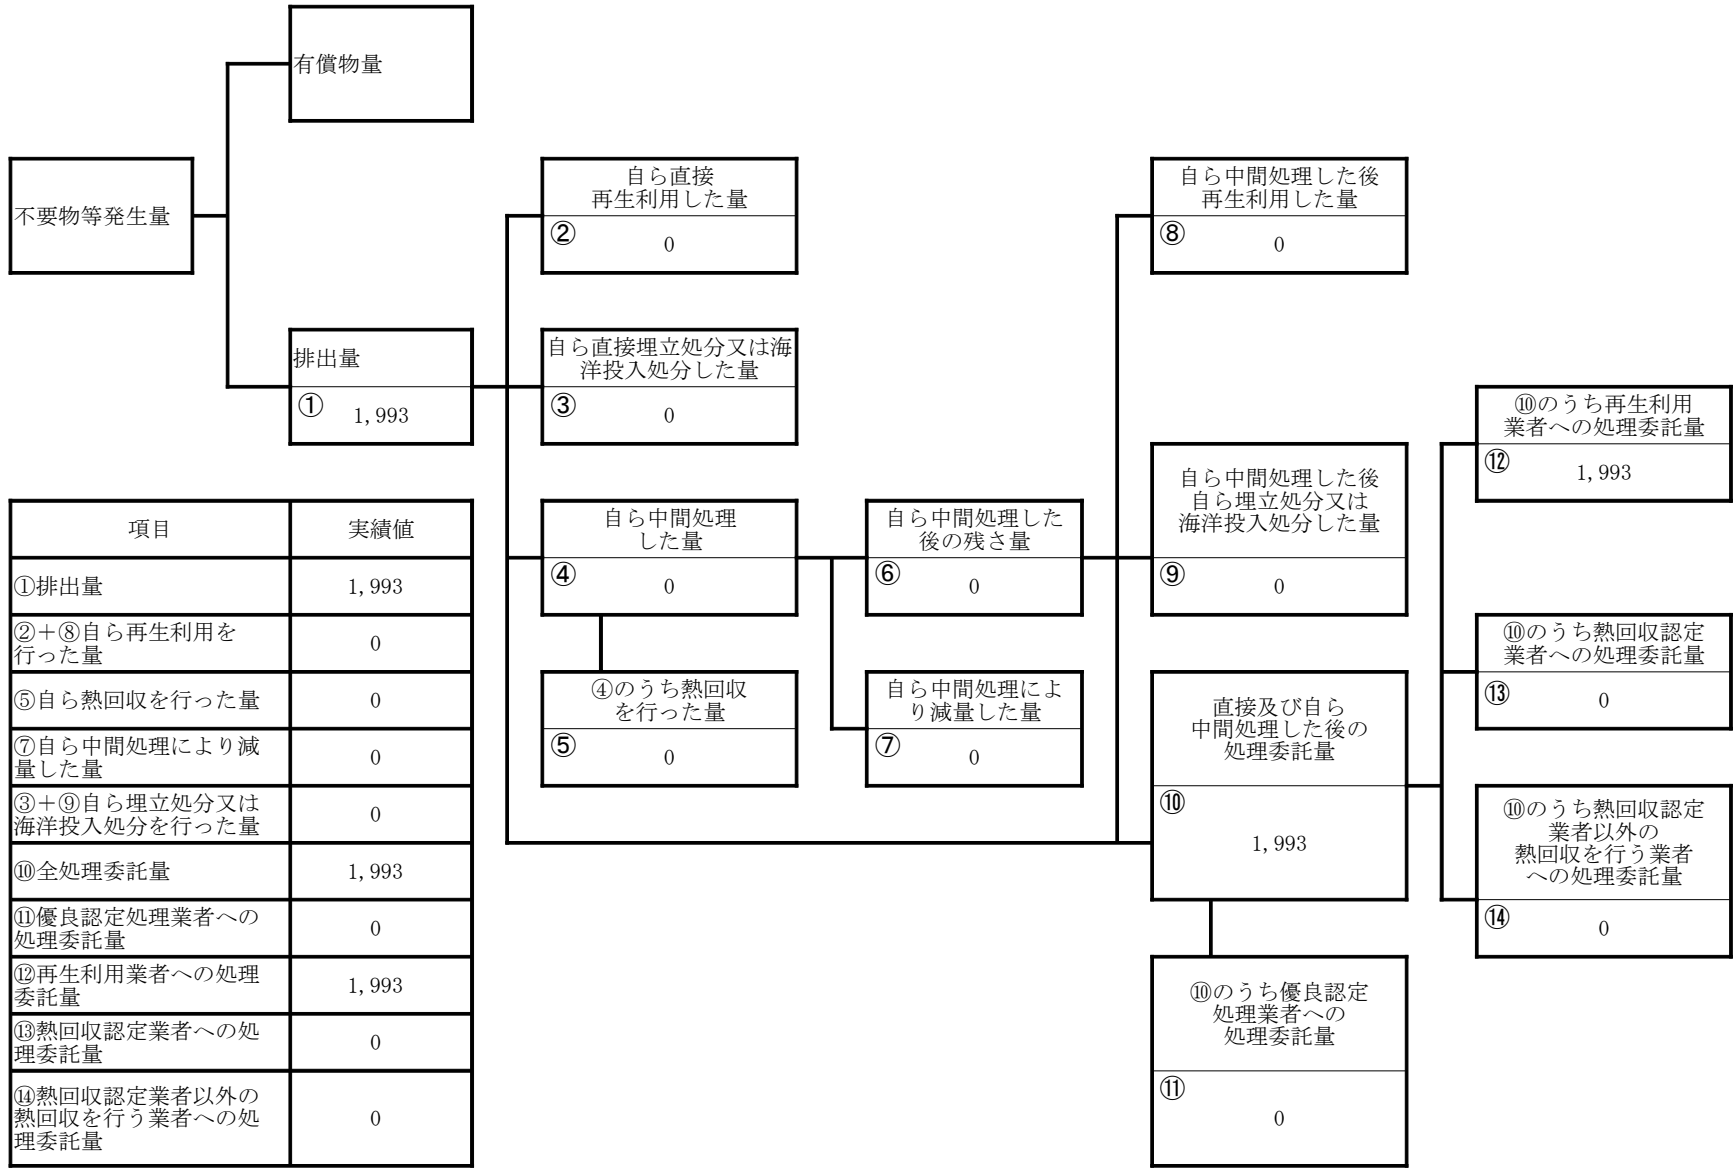 有償物量
不要物等発生量
自ら直接
再生利用した量
②
0
自ら中間処理した後
再生利用した量
⑧
0
排出量
①
1,993
自ら直接埋立処分又は海
洋投入処分した量
③
0
⑩のうち再生利用
業者への処理委託量
⑫
1,993
自ら中間処理
した量
④
0
自ら中間処理した
後の残さ量
⑥
0
自ら中間処理した後
自ら埋立処分又は
海洋投入処分した量
⑨
0
⑩のうち熱回収認定
業者への処理委託量
⑬
0
④のうち熱回収
を行った量
⑤
0
自ら中間処理によ
り減量した量
⑦
0
直接及び自ら
中間処理した後の
処理委託量
⑩
1,993
⑩のうち熱回収認定
業者以外の
熱回収を行う業者
への処理委託量
⑭
0
⑩のうち優良認定
処理業者への
処理委託量
⑪
0
項目 実績値
①排出量 1,993
②＋⑧自ら再生利用を
行った量 0
⑤自ら熱回収を行った量 0
⑦自ら中間処理により減
量した量 0
③＋⑨自ら埋立処分又は
海洋投入処分を行った量 0
⑩全処理委託量 1,993
⑪優良認定処理業者への
処理委託量 0
⑫再生利用業者への処理
委託量 1,993
⑬熱回収認定業者への処
理委託量 0
⑭熱回収認定業者以外の
熱回収を行う業者への処
理委託量 0